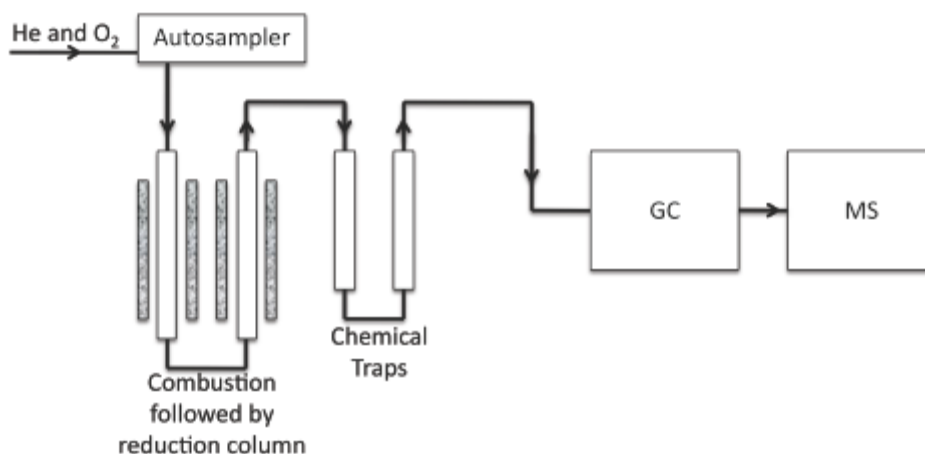 He and O₂
Autosampler
GC
MS
Chemical
Traps
Combustion
followed by
reduction column